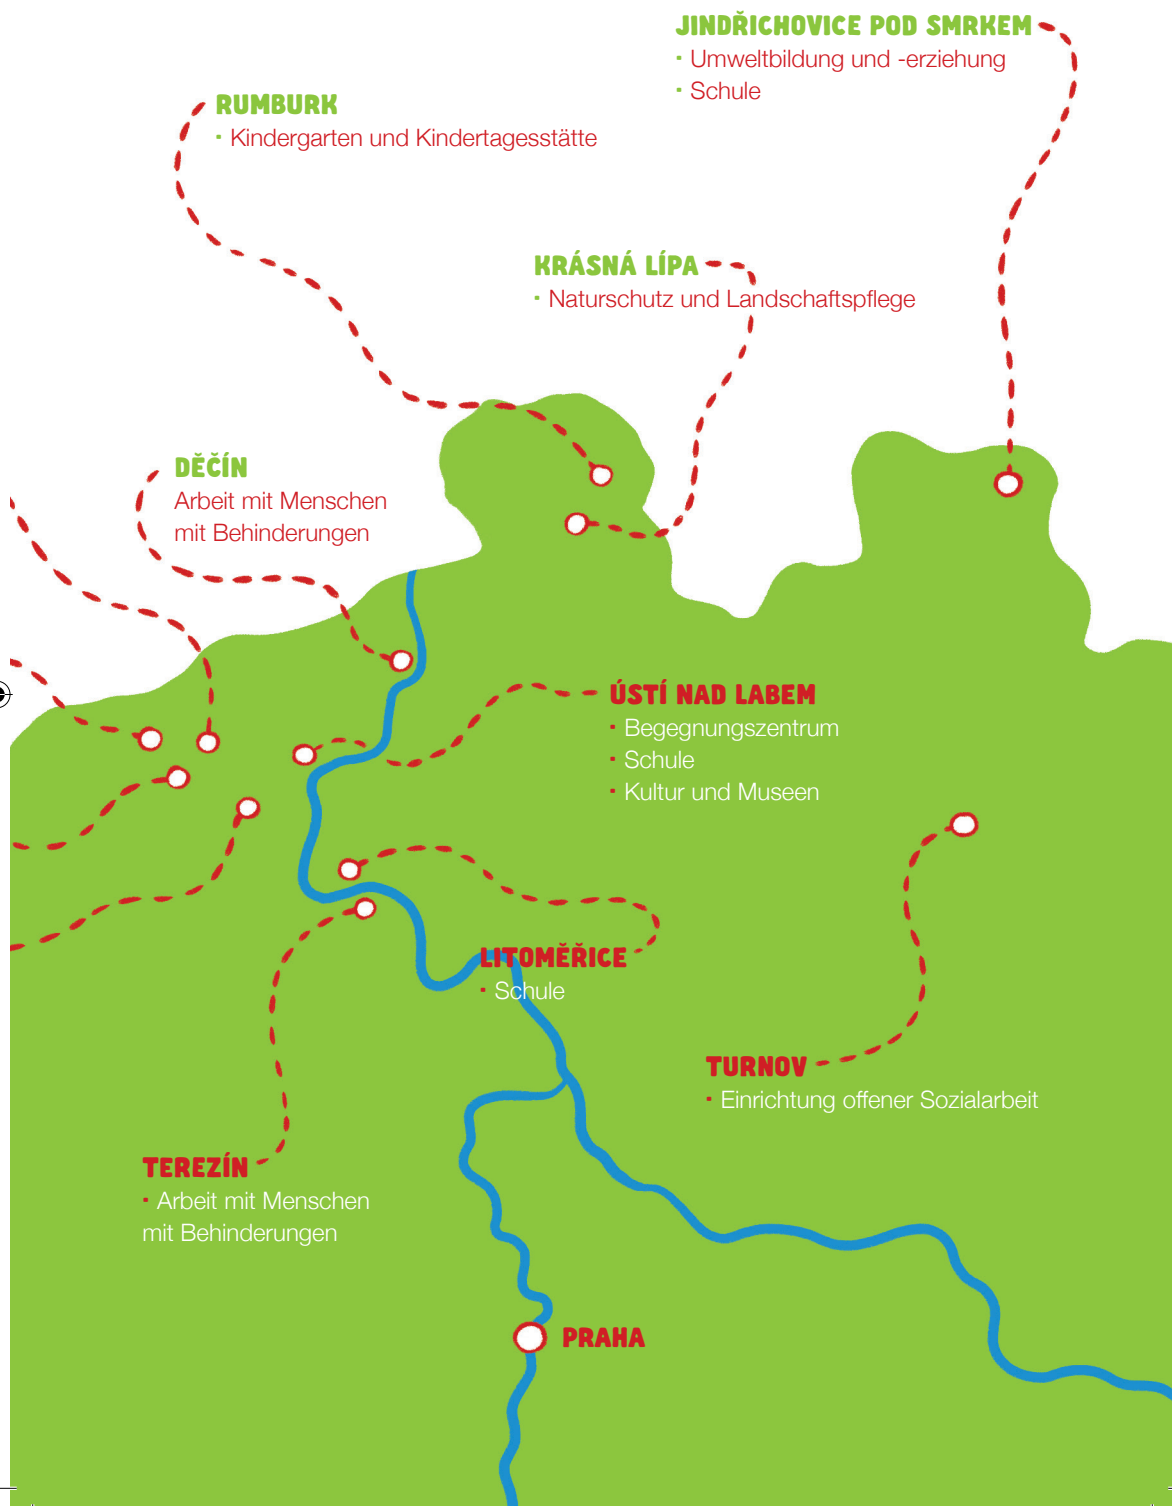 JINDŘICHOVICE POD SMRKEM
· Umweltbildung und -erziehung
· Schule
RUMBURK
· Kindergarten und Kindertagesstätte
KRÁSNÁ LÍPA
· Naturschutz und Landschaftspflege
DĚČÍN
Arbeit mit Menschen
mit Behinderungen
ÚSTÍ NAD LABEM
· Begegnungszentrum
· Schule
· Kultur und Museen
LITOMĚŘICE
· Schule
TURNOV
· Einrichtung offener Sozialarbeit
TEREZÍN
· Arbeit mit Menschen
mit Behinderungen
PRAHA